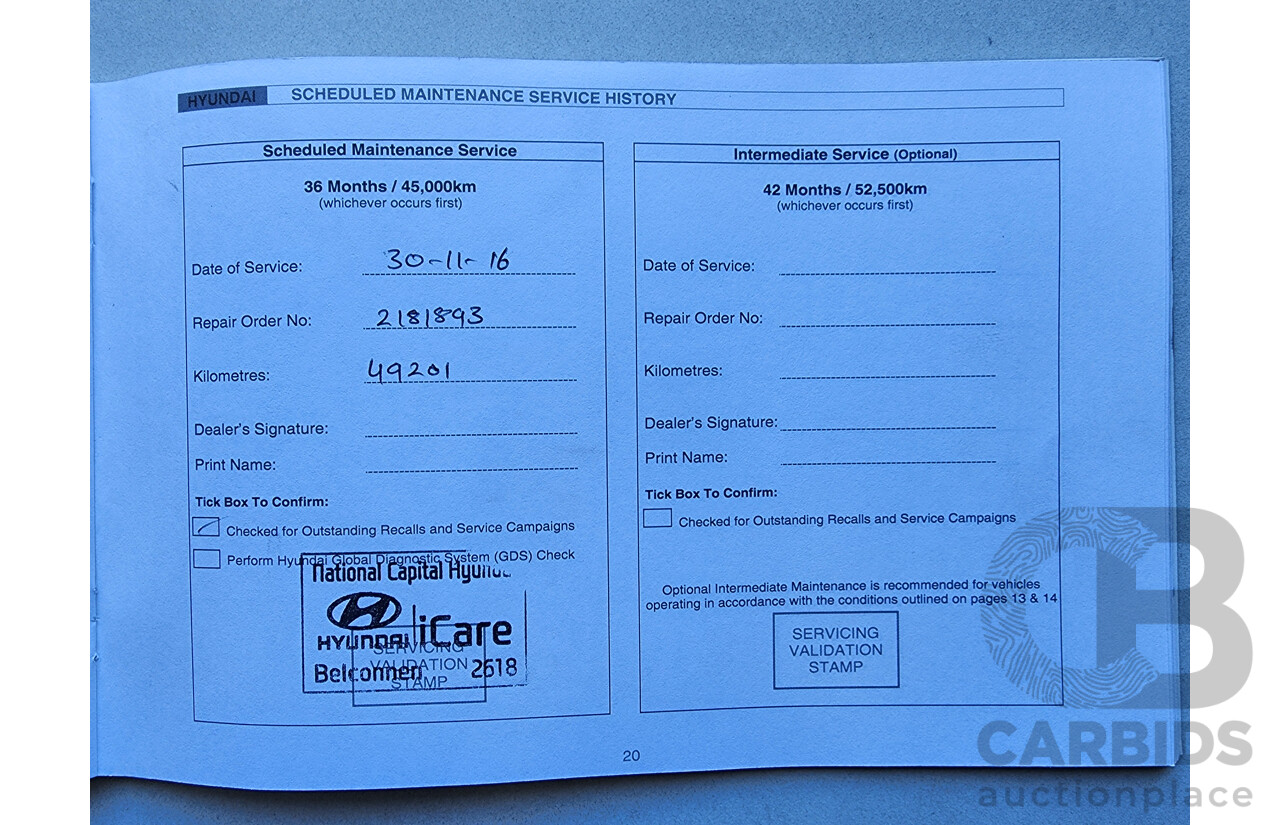 HYUNDAI SCHEDULED MAINTENANCE SERVICE HISTORY
Scheduled Maintenance Service
36 Months / 45,000km
(whichever occurs first)
Date of Service: 30-11-16
Repair Order No: 2181893
Kilometres: 49201
Dealer's Signature:
Print Name:
Tick Box To Confirm:
Checked for Outstanding Recalls and Service Campaigns
Perform Hyundai Global Diagnostic System (GDS) Check
National Capital
HYUNDAI iCare
Belconnen 2618
SERVICING
VALIDATION
STAMP
Intermediate Service (Optional)
42 Months / 52,500km
(whichever occurs first)
Date of Service:
Repair Order No:
Kilometres:
Dealer's Signature:
Print Name:
Tick Box To Confirm:
Checked for Outstanding Recalls and Service Campaigns
Optional Intermediate Maintenance is recommended for vehicles
operating in accordance with the conditions outlined on pages 13 & 14
SERVICING
VALIDATION
STAMP
20
CB
CARBIDS
auctionplace